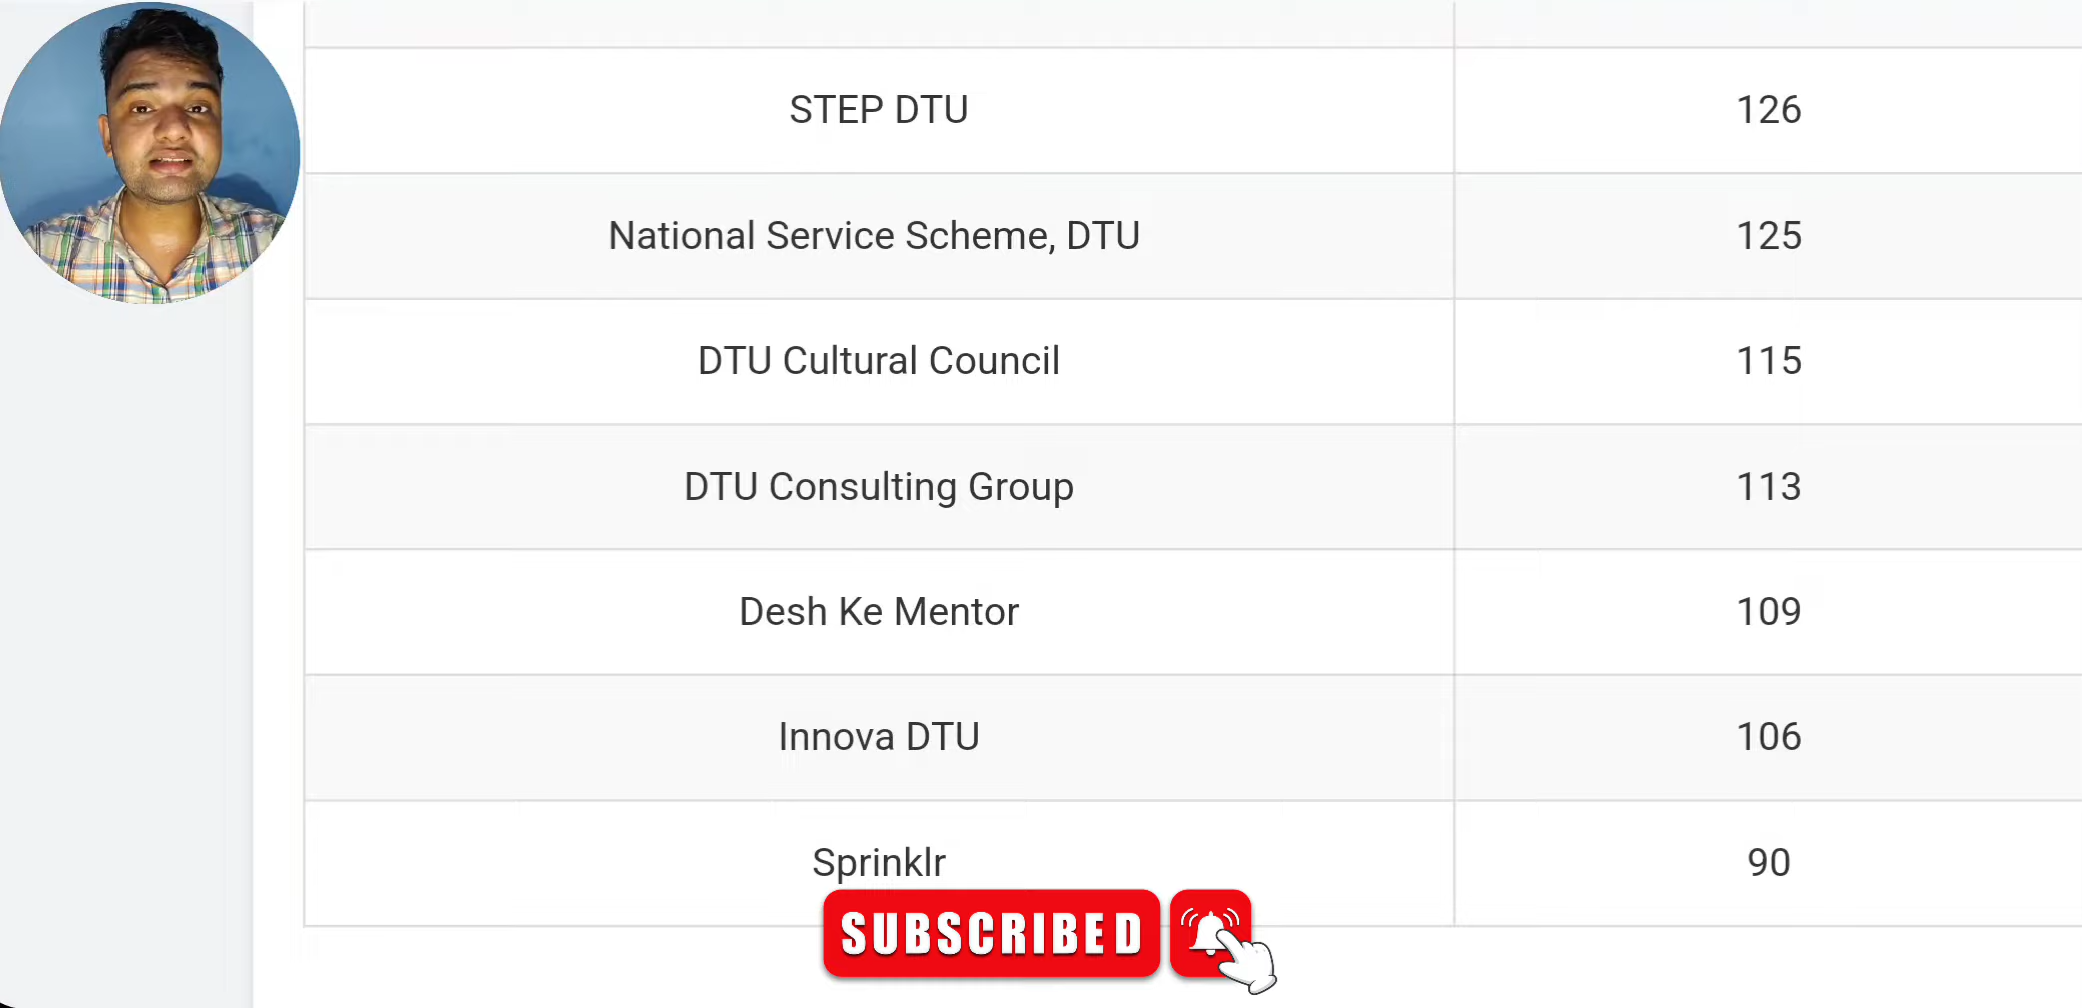 STEP DTU 126
National Service Scheme, DTU 125
DTU Cultural Council 115
DTU Consulting Group 113
Desh Ke Mentor 109
Innova DTU 106
Sprinklr 90
SUBSCRIBED